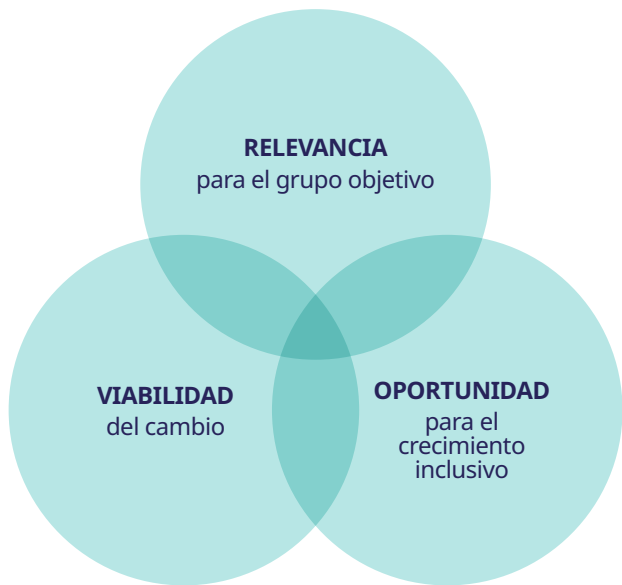 RELEVANCIA
para el grupo objetivo
VIABILIDAD
del cambio
OPORTUNIDAD
para el
crecimiento
inclusivo